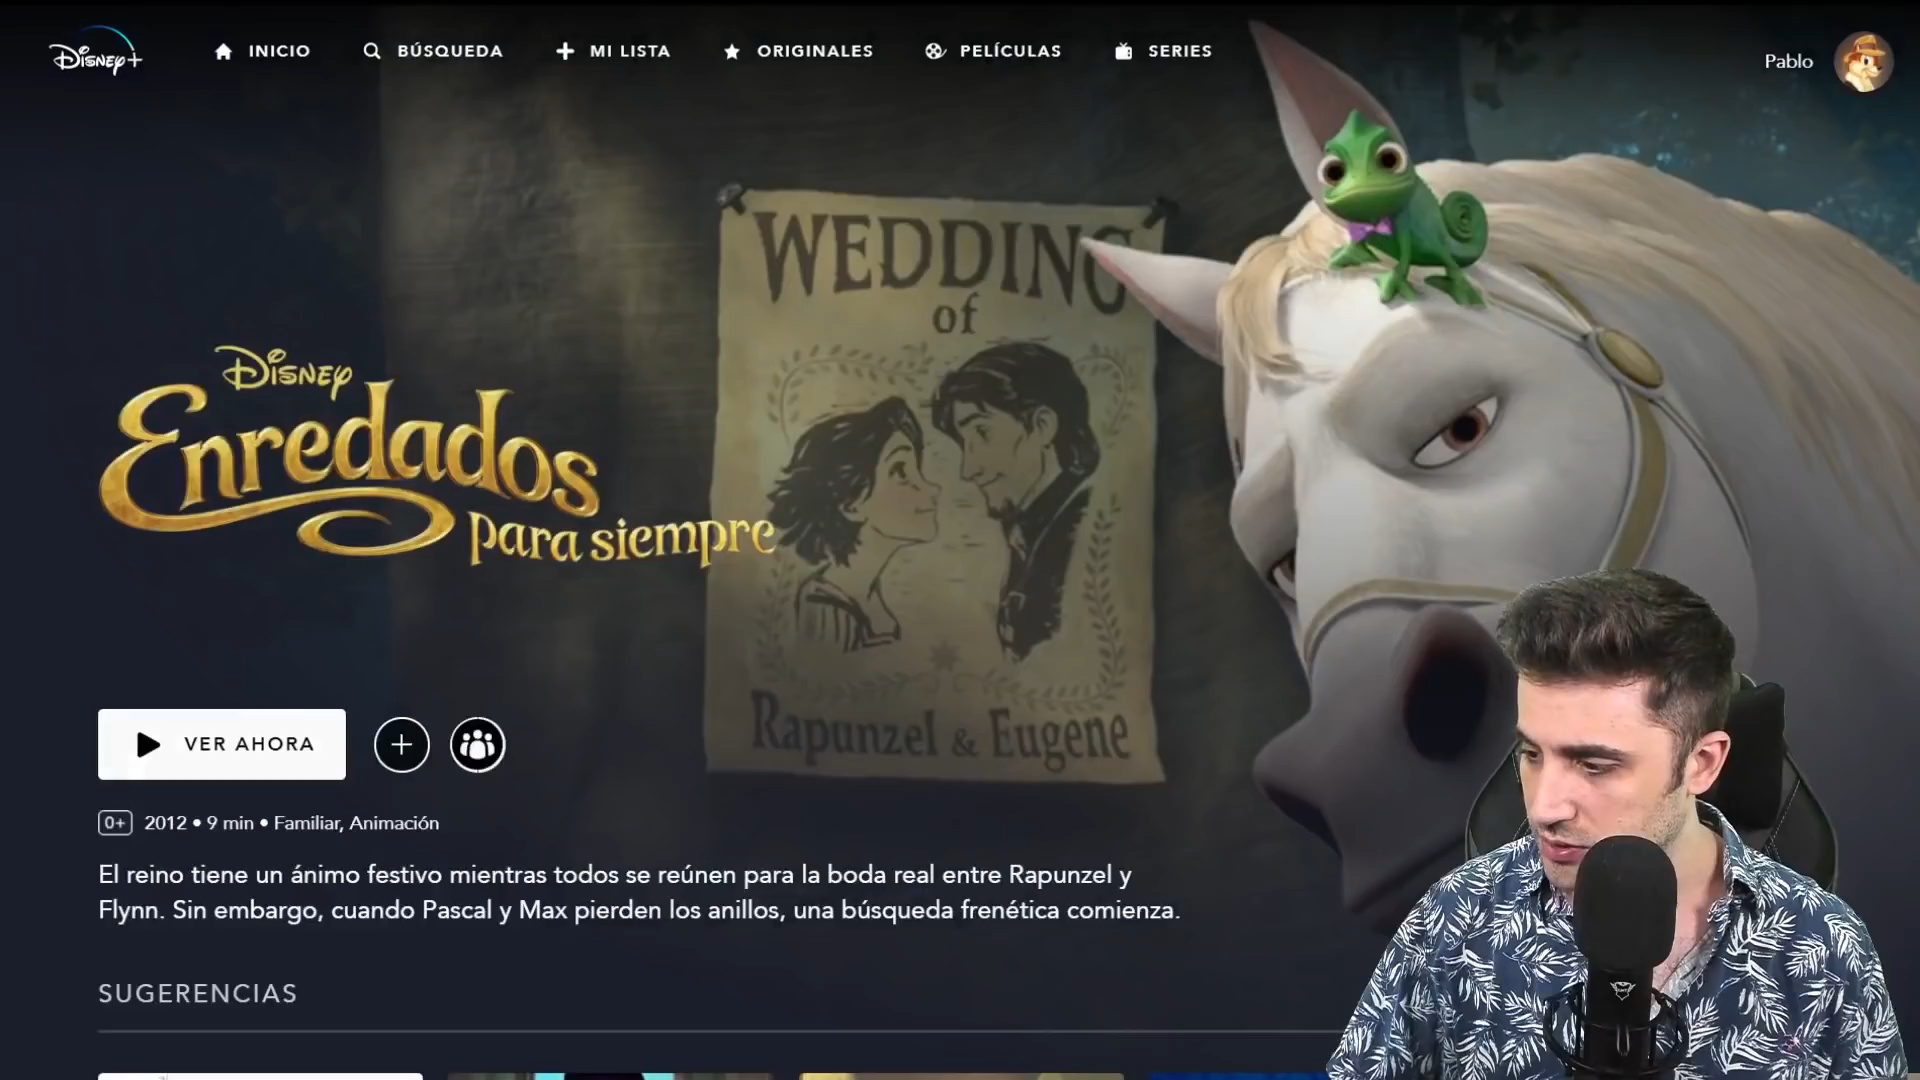 Disney+
INICIO
BÚSQUEDA
MI LISTA
ORIGINALES
PELÍCULAS
SERIES
Pablo
WEDDING
of
Rapunzel & Eugene
Disney
Enredados
para siempre
VER AHORA
0+ 2012 • 9 min • Familiar, Animación
El reino tiene un ánimo festivo mientras todos se reúnen para la boda real entre Rapunzel y
Flynn. Sin embargo, cuando Pascal y Max pierden los anillos, una búsqueda frenética comienza.
SUGERENCIAS